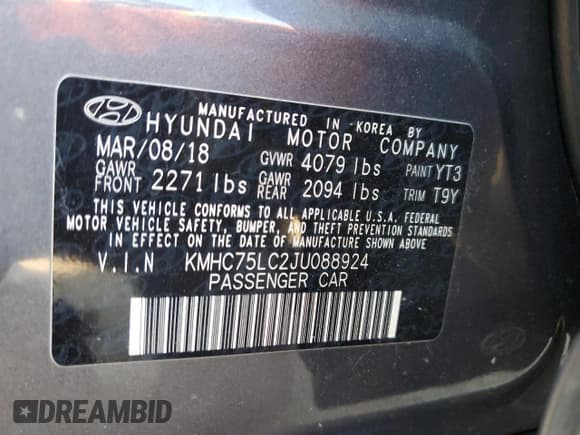 MANUFACTURED IN KOREA BY
HYUNDAI MOTOR COMPANY
MAR/08/18 GVWR 4079 lbs PAINT YT3
GAWR FRONT 2271 lbs GAWR REAR 2094 lbs TRIM T9Y
THIS VEHICLE CONFORMS TO ALL APPLICABLE U.S.A. FEDERAL
MOTOR VEHICLE SAFETY, BUMPER, AND THEFT PREVENTION STANDARDS
IN EFFECT ON THE DATE OF MANUFACTURE SHOWN ABOVE
V.I.N KMHC75LC2JU088924
PASSENGER CAR
DREAMBID